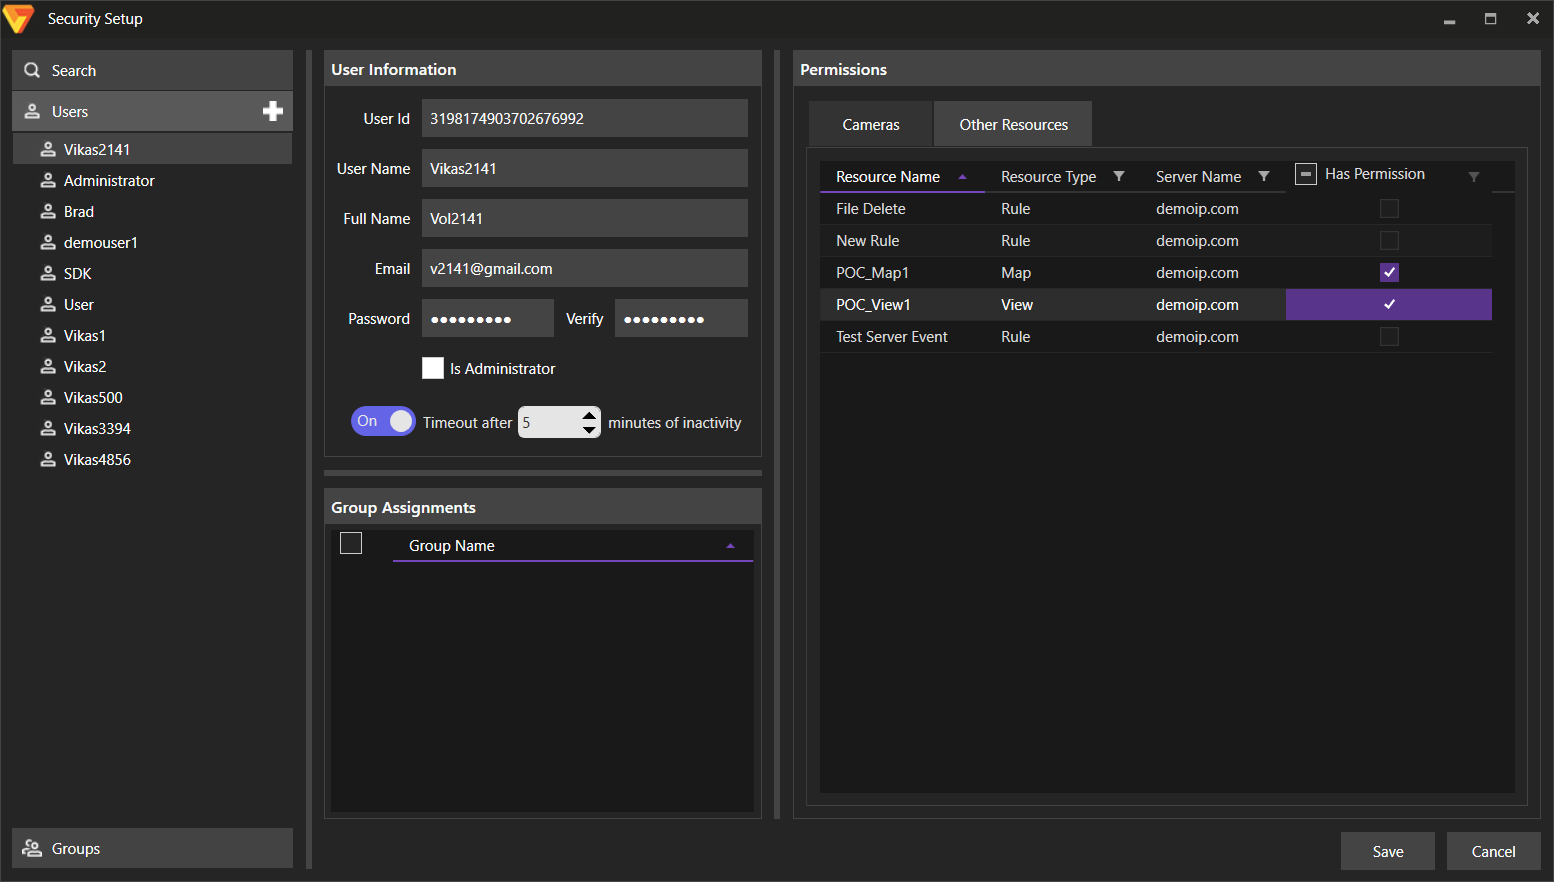 Security Setup
Search
Users
Vikas2141
Administrator
Brad
demouser1
SDK
User
Vikas1
Vikas2
Vikas500
Vikas3394
Vikas4856
Groups
User Information
User Id 3198174903702676992
User Name Vikas2141
Full Name Vol2141
Email v2141@gmail.com
Password ●●●●●●●●● Verify ●●●●●●●●●
Is Administrator
On Timeout after 5 minutes of inactivity
Group Assignments
Group Name
Permissions
Cameras Other Resources
Resource Name Resource Type Server Name Has Permission
File Delete Rule demoip.com
New Rule Rule demoip.com
POC_Map1 Map demoip.com
POC_View1 View demoip.com
Test Server Event Rule demoip.com
Save Cancel